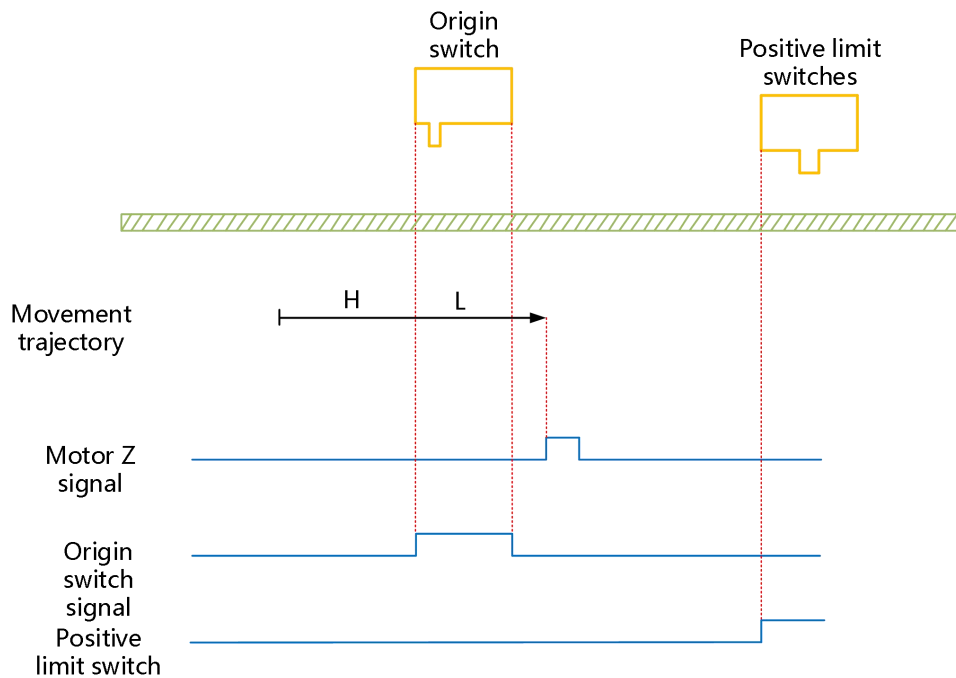 Origin
switch
Positive limit
switches
H
L
Movement
trajectory
Motor Z
signal
Origin
switch
signal
Positive
limit switch